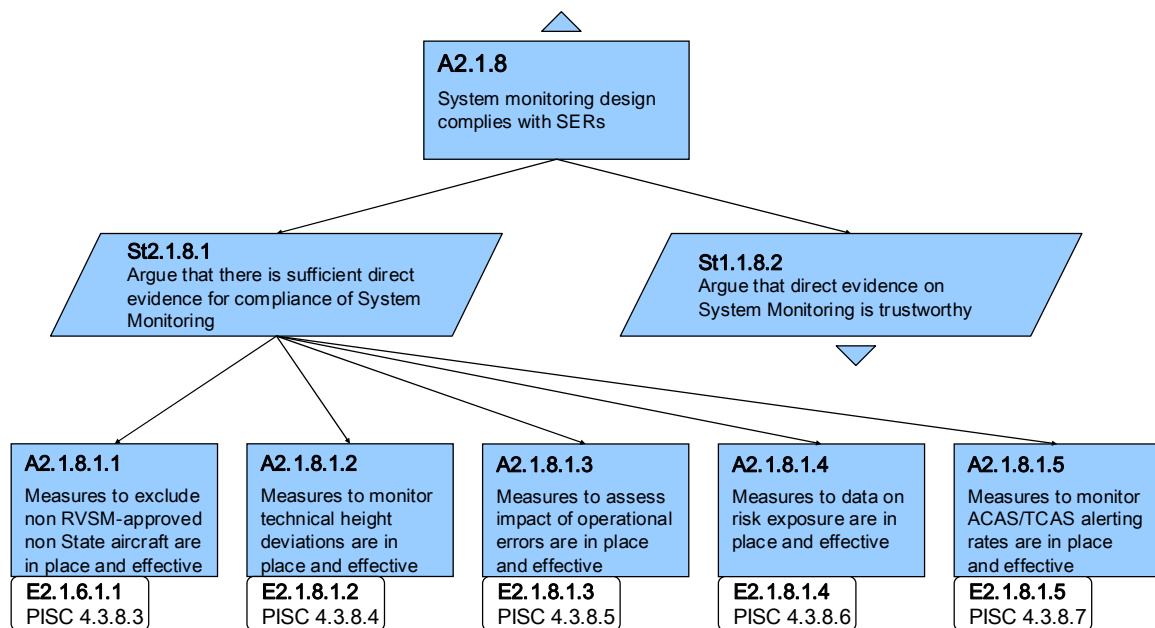 A2.1.8
System monitoring design
complies with SERs
St2.1.8.1
Argue that there is sufficient direct
evidence for compliance of System
Monitoring
St1.1.8.2
Argue that direct evidence on
System Monitoring is trustworthy
A2.1.8.1.1
Measures to exclude
non RVSM-approved
non State aircraft are
in place and effective
E2.1.6.1.1
PISC 4.3.8.3
A2.1.8.1.2
Measures to monitor
technical height
deviations are in
place and effective
E2.1.8.1.2
PISC 4.3.8.4
A2.1.8.1.3
Measures to assess
impact of operational
errors are in place
and effective
E2.1.8.1.3
PISC 4.3.8.5
A2.1.8.1.4
Measures to data on
risk exposure are in
place and effective
E2.1.8.1.4
PISC 4.3.8.6
A2.1.8.1.5
Measures to monitor
ACAS/TCAS alerting
rates are in place
and effective
E2.1.8.1.5
PISC 4.3.8.7